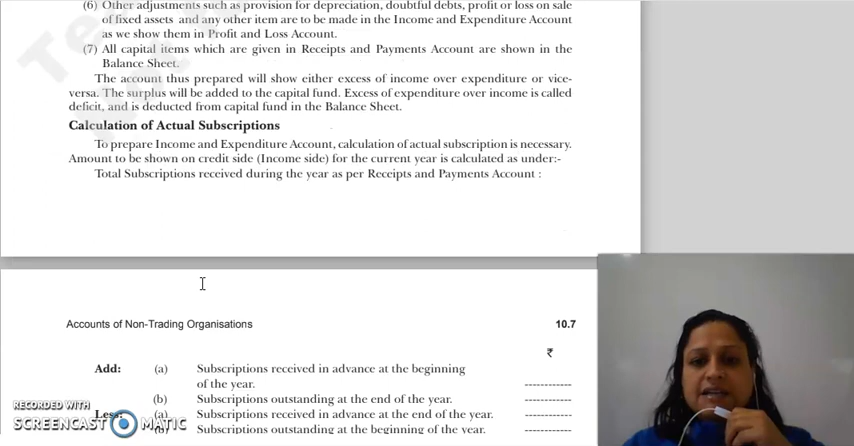 (6) Other adjustments such as provision for depreciation, doubtful debts, profit or loss on sale
of fixed assets and any other item are to be made in the Income and Expenditure Account
as we show them in Profit and Loss Account.
(7) All capital items which are given in Receipts and Payments Account are shown in the
Balance Sheet.
The account thus prepared will show either excess of income over expenditure or vice-
versa. The surplus will be added to the capital fund. Excess of expenditure over income is called
deficit, and is deducted from capital fund in the Balance Sheet.
Calculation of Actual Subscriptions
To prepare Income and Expenditure Account, calculation of actual subscription is necessary.
Amount to be shown on credit side (Income side) for the current year is calculated as under:-
Total Subscriptions received during the year as per Receipts and Payments Account :
Accounts of Non-Trading Organisations 10.7
₹
Add: (a) Subscriptions received in advance at the beginning
of the year. ------------
(b) Subscriptions outstanding at the end of the year. ------------
Less: (a) Subscriptions received in advance at the end of the year. ------------
(b) Subscriptions outstanding at the beginning of the year. ------------
RECORDED WITH
SCREENCAST MATIC